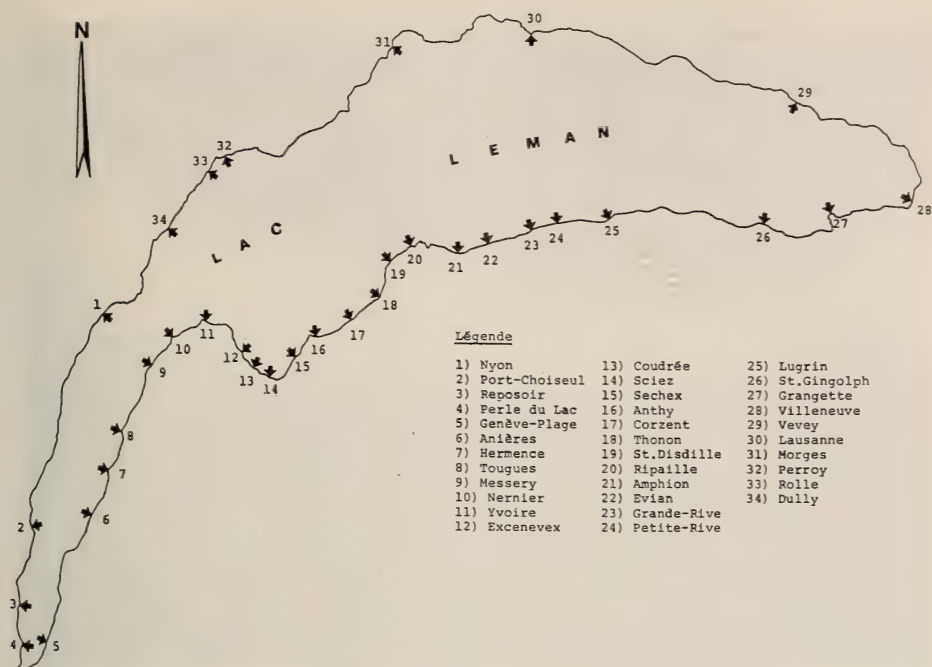 N
30
31
29
32
33
L E M A N
34
28
27
L A C
26
25
24
23
22
21
20
19
18
1
17
16
11
15
10
12
13
14
9
8
7
6
2
3
4
5
Légende
1) Nyon
2) Port-Choiseul
3) Reposoir
4) Perle du Lac
5) Genève-Plage
6) Anières
7) Hermence
8) Tougues
9) Messery
10) Nernier
11) Yvoire
12) Excenevex
13) Coudrée
14) Sciez
15) Sechex
16) Anthy
17) Corzent
18) Thonon
19) St.Disdille
20) Ripaille
21) Amphion
22) Evian
23) Grande-Rive
24) Petite-Rive
25) Lugrin
26) St.Gingolph
27) Grangette
28) Villeneuve
29) Vevey
30) Lausanne
31) Morges
32) Perroy
33) Rolle
34) Dully